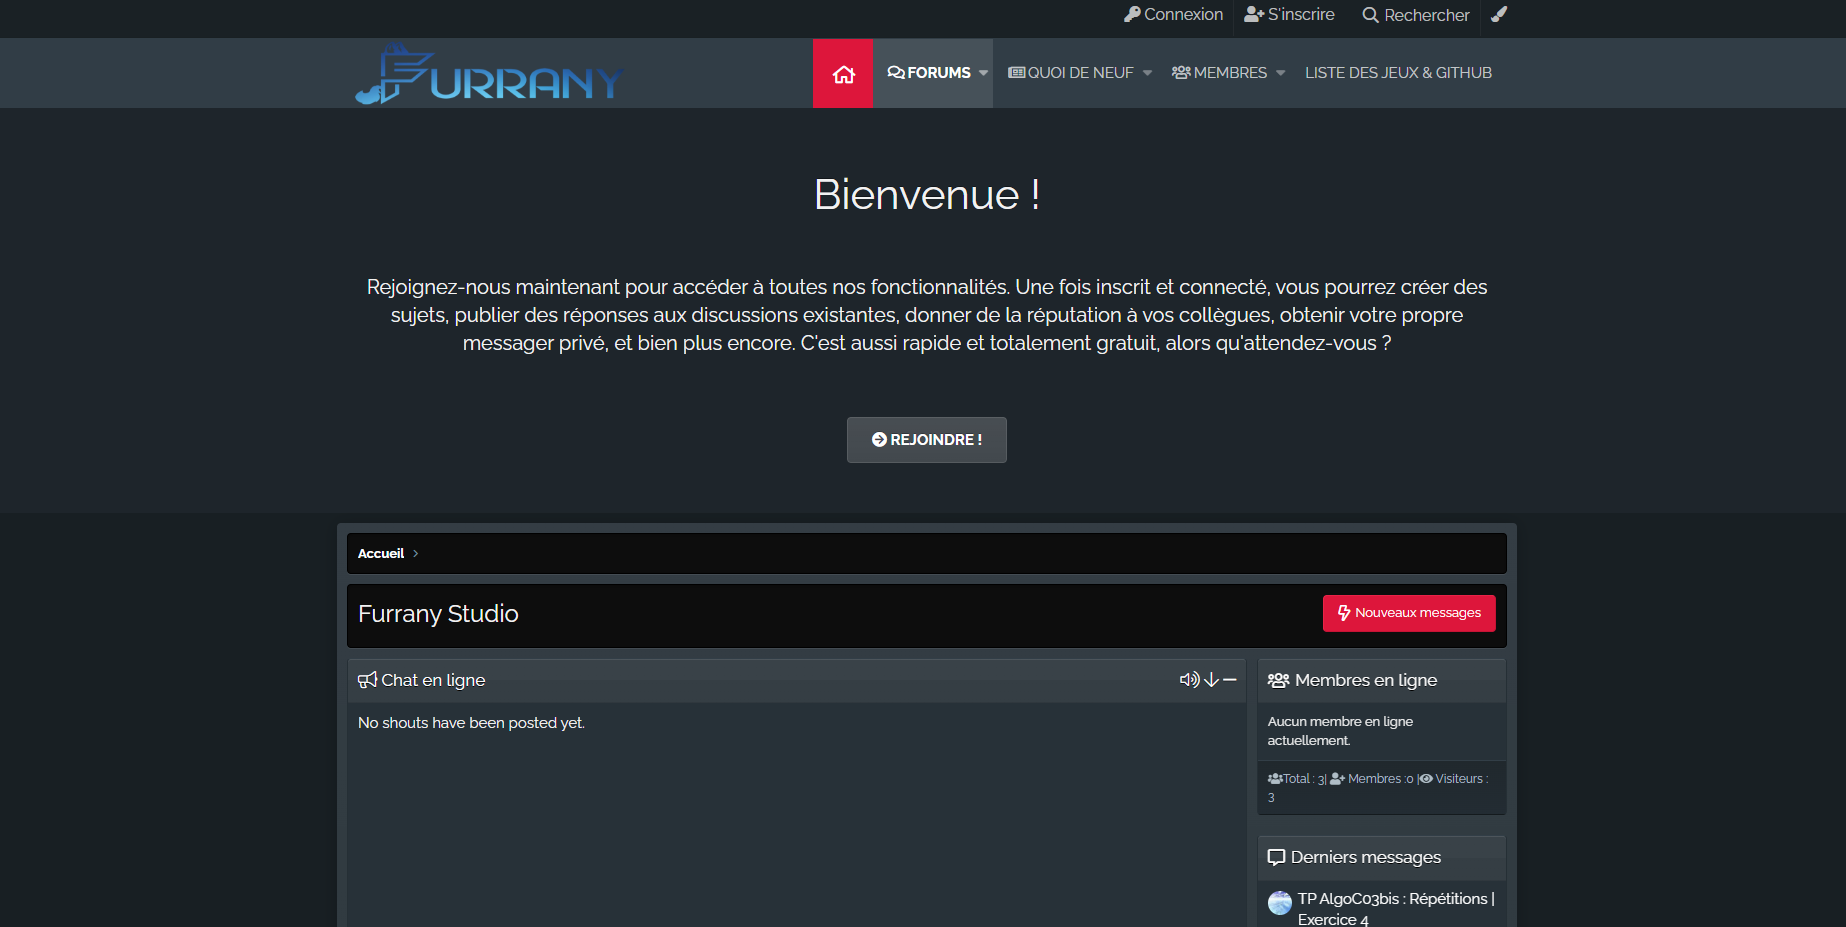 Connexion S'inscrire Rechercher
FURRANY
FORUMS QUOI DE NEUF MEMBRES LISTE DES JEUX & GITHUB
Bienvenue !
Rejoignez-nous maintenant pour accéder à toutes nos fonctionnalités. Une fois inscrit et connecté, vous pourrez créer des
sujets, publier des réponses aux discussions existantes, donner de la réputation à vos collègues, obtenir votre propre
messager privé, et bien plus encore. C'est aussi rapide et totalement gratuit, alors qu'attendez-vous ?
REJOINDRE !
Accueil
Furrany Studio
Nouveaux messages
Chat en ligne
No shouts have been posted yet.
Membres en ligne
Aucun membre en ligne
actuellement.
Total : 3| Membres :0 | Visiteurs :
3
Derniers messages
TP AlgoC03bis : Répétitions |
Exercice 4